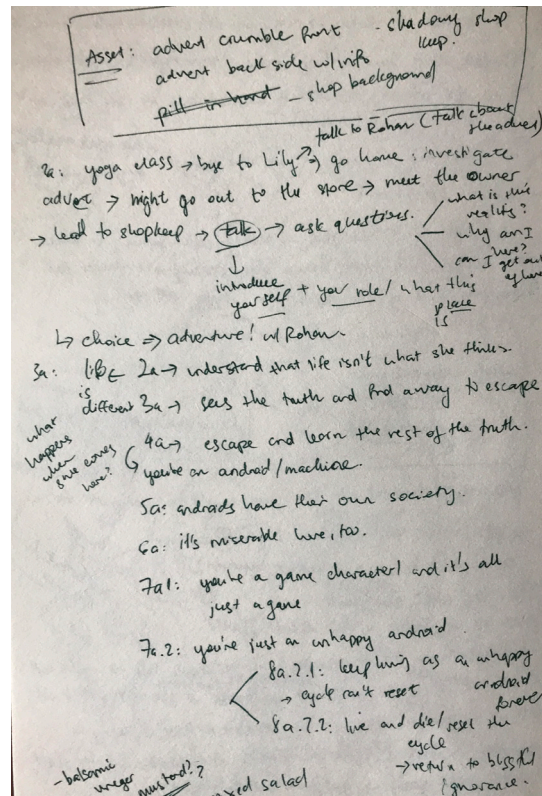 Asset: advert crumble front - shadowy shop keep.
advert back side w/info
pill in hand - shop background
talk to Rohan (talk about the advert)
2a: yoga class → bye to Lily → go home : investigate
advert → might go out to the store → meet the owner
→ lead to shopkeep → talk → ask questions.
what is this reality?
why am I here?
can I get out of here?
introduce yourself + your role / what this place is
↳ choice ⇒ adventure! w/ Rohan.
3a: life is different
2a → understand that life isn't what she thinks.
3a → sees the truth and find a way to escape
what happens when she comes here?
4a → escape and learn the rest of the truth.
you're an android/machine.
5a: androids have their own society.
6a: it's miserable here, too.
7a1: you're a game character/ and it's all
just a game
7a.2: you're just an unhappy android
8a.2.1: keep living as an unhappy android forever
→ cycle can't reset
8a.2.2: live and die/reset the cycle
→ return to blissful ignorance.
- balsamic
mustard??
salad